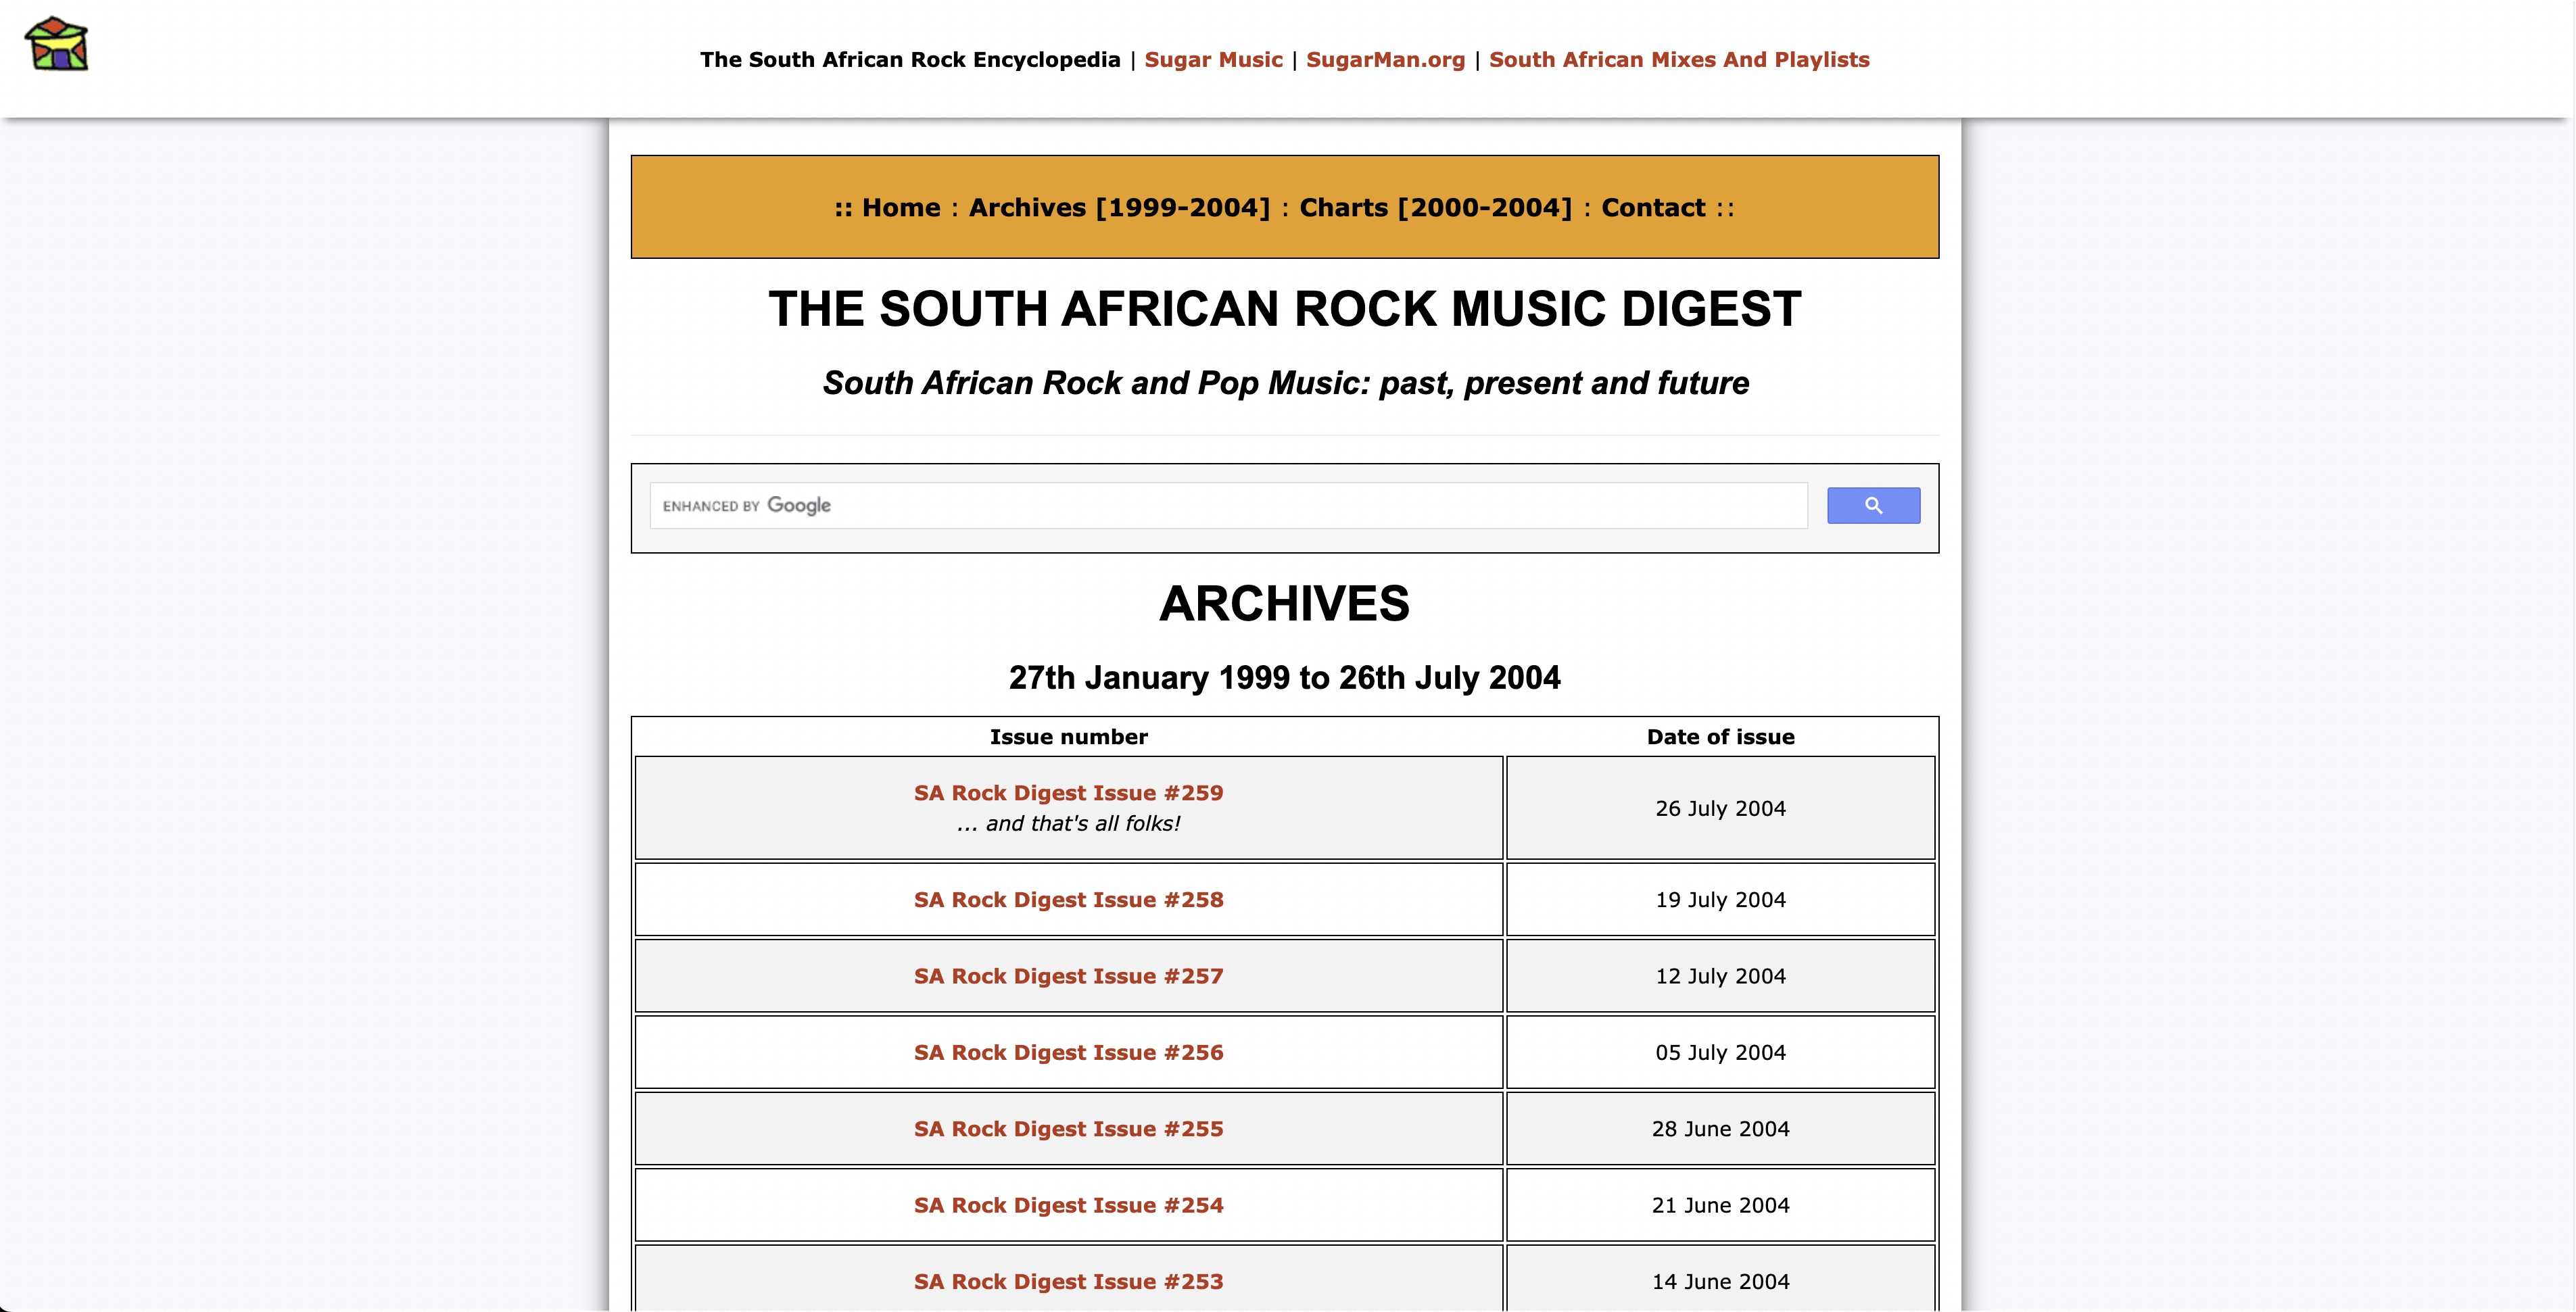 The South African Rock Encyclopedia | Sugar Music | SugarMan.org | South African Mixes And Playlists
:: Home : Archives [1999-2004] : Charts [2000-2004] : Contact ::
THE SOUTH AFRICAN ROCK MUSIC DIGEST
South African Rock and Pop Music: past, present and future
ENHANCED BY Google
ARCHIVES
27th January 1999 to 26th July 2004
Issue number Date of issue
SA Rock Digest Issue #259
... and that's all folks!
26 July 2004
SA Rock Digest Issue #258 19 July 2004
SA Rock Digest Issue #257 12 July 2004
SA Rock Digest Issue #256 05 July 2004
SA Rock Digest Issue #255 28 June 2004
SA Rock Digest Issue #254 21 June 2004
SA Rock Digest Issue #253 14 June 2004